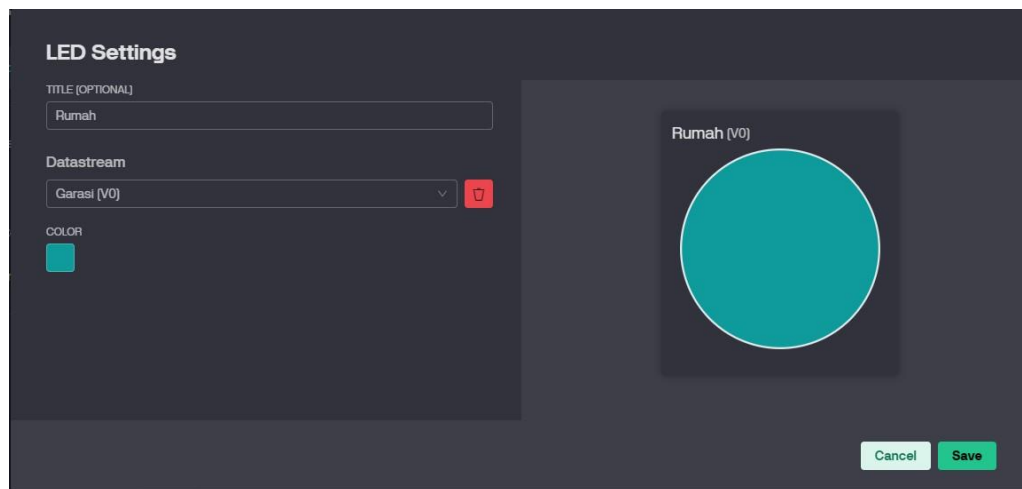 LED Settings
TITLE (OPTIONAL)
Rumah
Datastream
Garasi (V0)
COLOR
Rumah (V0)
Cancel
Save